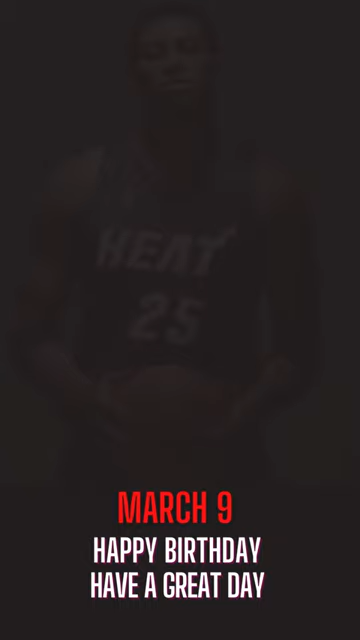 HEAT
25
MARCH 9
HAPPY BIRTHDAY
HAVE A GREAT DAY